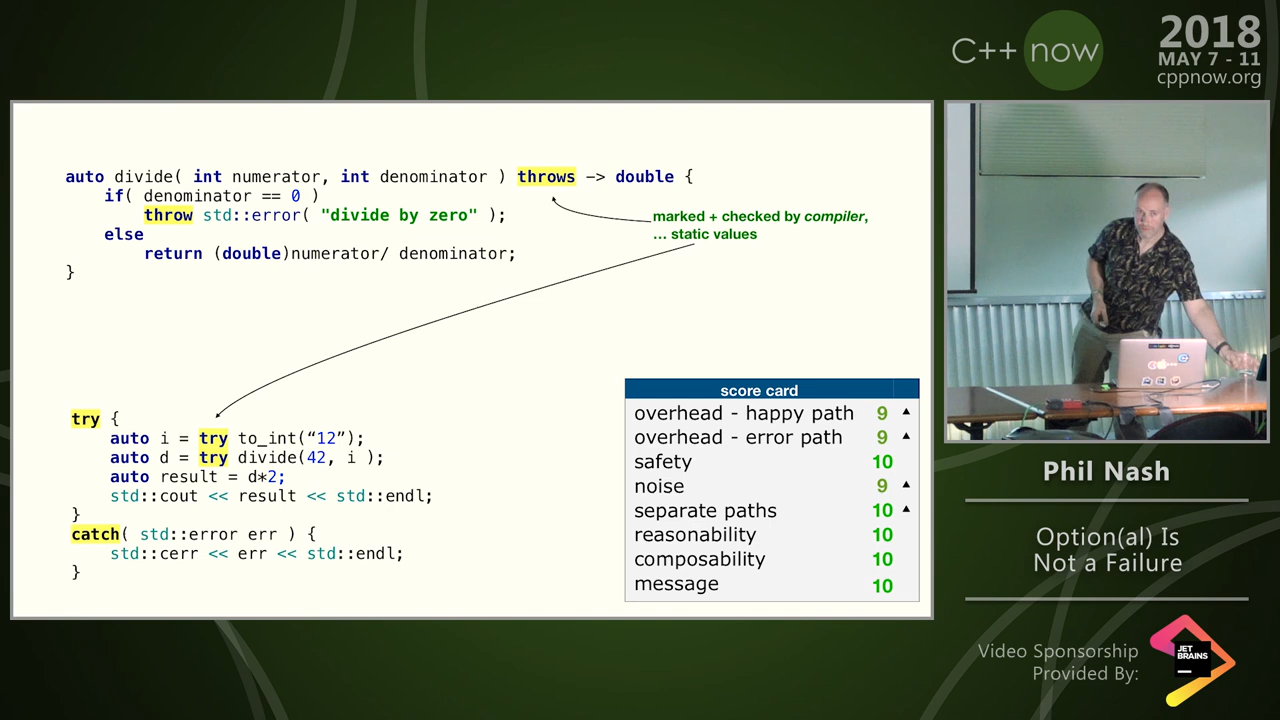 C++ now
2018
MAY 7 - 11
cppnow.org
auto divide( int numerator, int denominator ) throws -> double {
if( denominator == 0 )
throw std::error( "divide by zero" );
else
return (double)numerator/ denominator;
}
marked + checked by compiler,
... static values
try {
auto i = try to_int(“12”);
auto d = try divide(42, i );
auto result = d*2;
std::cout << result << std::endl;
}
catch( std::error err ) {
std::cerr << err << std::endl;
}
score card
overhead - happy path 9 ▲
overhead - error path 9 ▲
safety 10
noise 9 ▲
separate paths 10 ▲
reasonability 10
composability 10
message 10
Phil Nash
Option(al) Is
Not a Failure
Video Sponsorship
Provided By:
JET
BRAINS